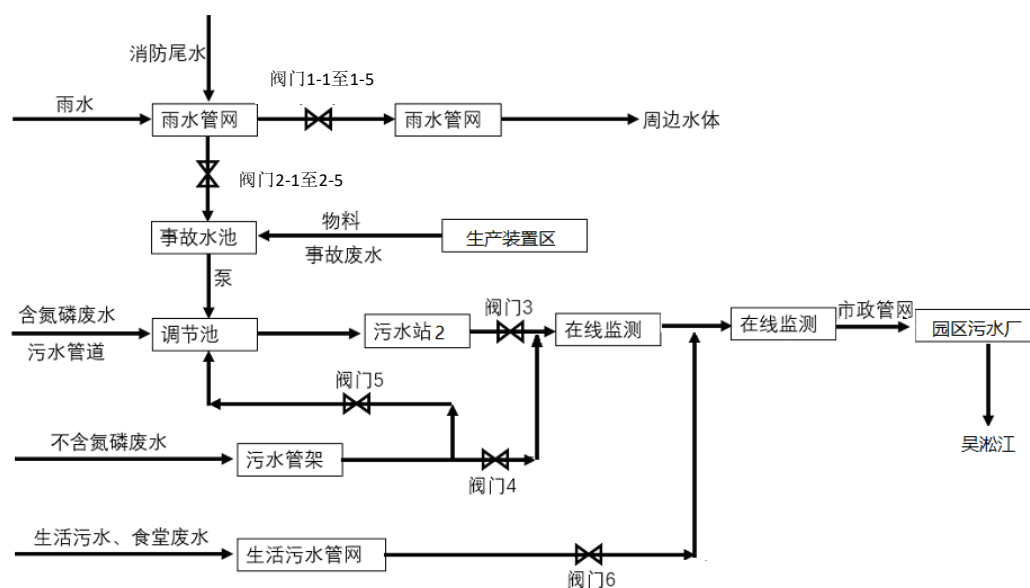 消防尾水
阀门1-1至1-5
雨水
雨水管网
雨水管网
周边水体
阀门2-1至2-5
物料
事故水池
生产装置区
事故废水
泵
含氮磷废水
阀门3
市政管网
调节池
污水站2
在线监测
在线监测
园区污水厂
污水管道
阀门5
不含氮磷废水
吴淞江
污水管架
阀门4
生活污水、食堂废水
生活污水管网
阀门6